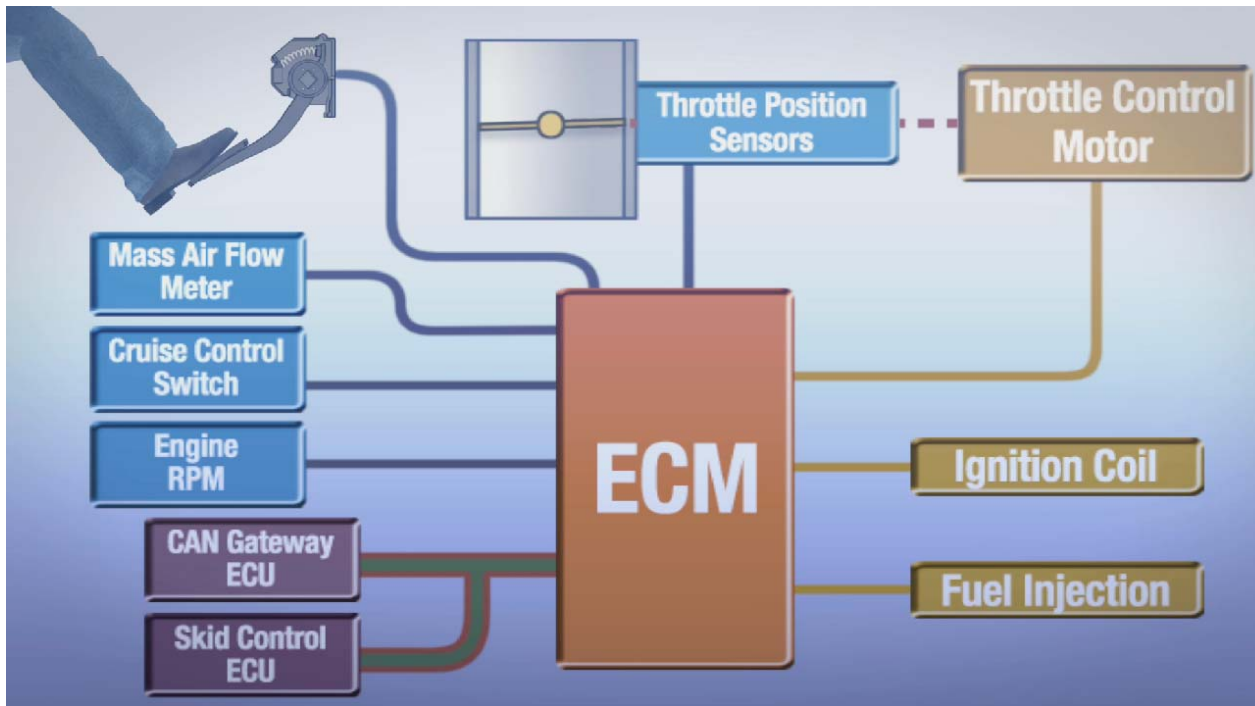 Throttle Position
Sensors
Throttle Control
Motor
Mass Air Flow
Meter
Cruise Control
Switch
Engine
RPM
CAN Gateway
ECU
Skid Control
ECU
ECM
Ignition Coil
Fuel Injection